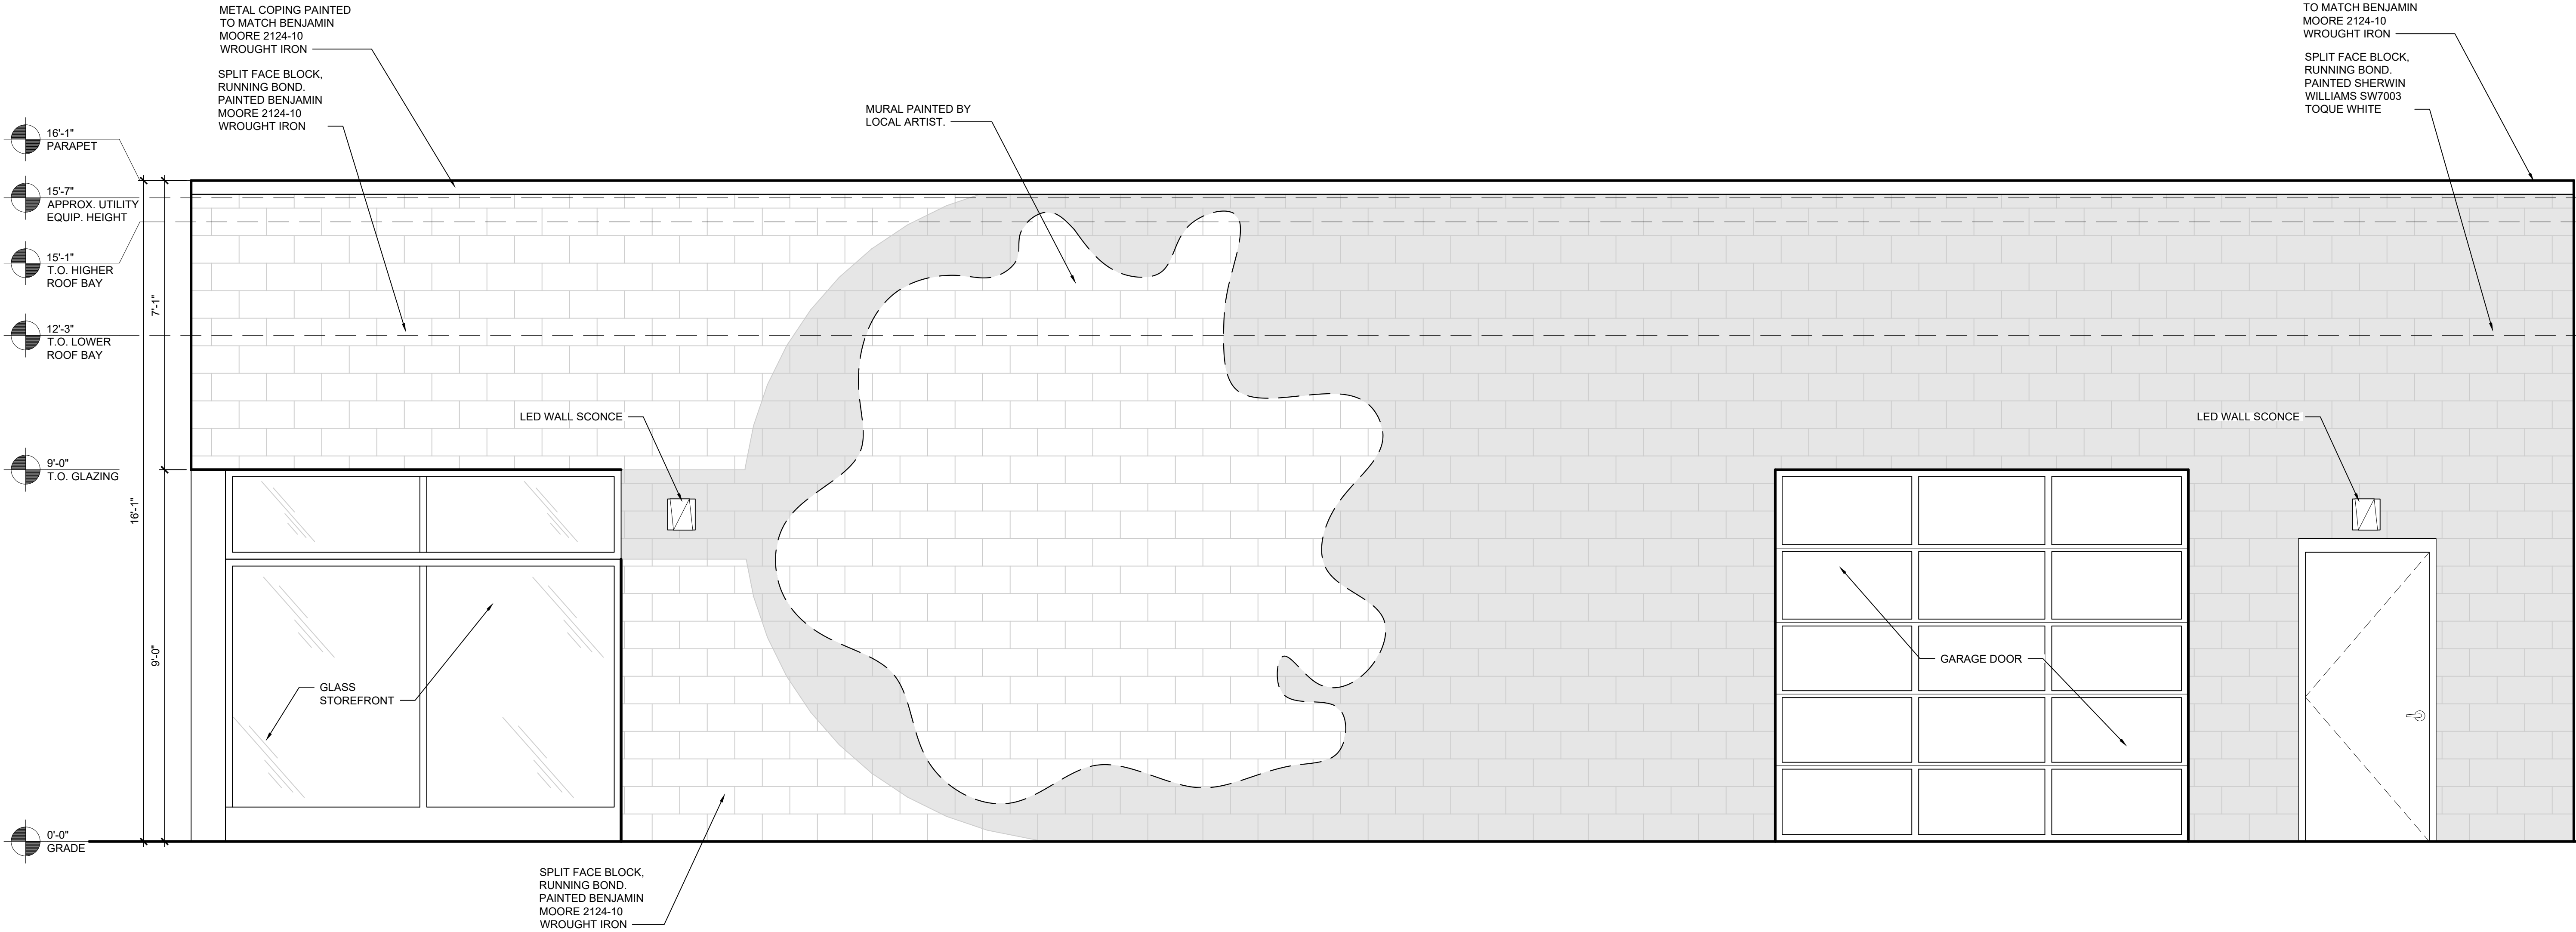 METAL COPING PAINTED
TO MATCH BENJAMIN
MOORE 2124-10
WROUGHT IRON
SPLIT FACE BLOCK,
RUNNING BOND.
PAINTED BENJAMIN
MOORE 2124-10
WROUGHT IRON
MURAL PAINTED BY
LOCAL ARTIST.
TO MATCH BENJAMIN
MOORE 2124-10
WROUGHT IRON
SPLIT FACE BLOCK,
RUNNING BOND.
PAINTED SHERWIN
WILLIAMS SW7003
TOQUE WHITE
16'-1"
PARAPET
15'-7"
APPROX. UTILITY
EQUIP. HEIGHT
15'-1"
T.O. HIGHER
ROOF BAY
12'-3"
T.O. LOWER
ROOF BAY
9'-0"
T.O. GLAZING
0'-0"
GRADE
7'-1"
16'-1"
9'-0"
LED WALL SCONCE
LED WALL SCONCE
GLASS
STOREFRONT
GARAGE DOOR
SPLIT FACE BLOCK,
RUNNING BOND.
PAINTED BENJAMIN
MOORE 2124-10
WROUGHT IRON